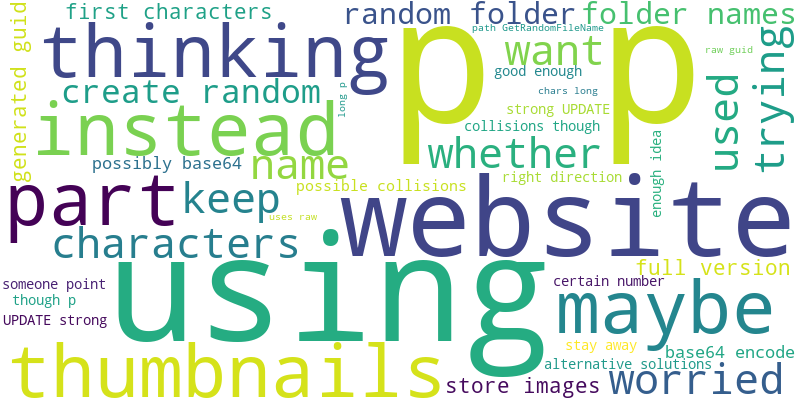 first characters
random folder
folder names
generated guid
thinking
p p
path GetRandomFileName
want
raw guid
good enough
used
trying
create random
long p
chars long
instead
strong UPDATE
collisions though
whether
enough idea
possibly base64
name
right direction
part
keep
possible collisions
website
uses raw
characters
using
full version
someone point
certain number
though p
maybe
UPDATE strong
stay away
base64 encode
thumbnails
alternative solutions
store images
worried